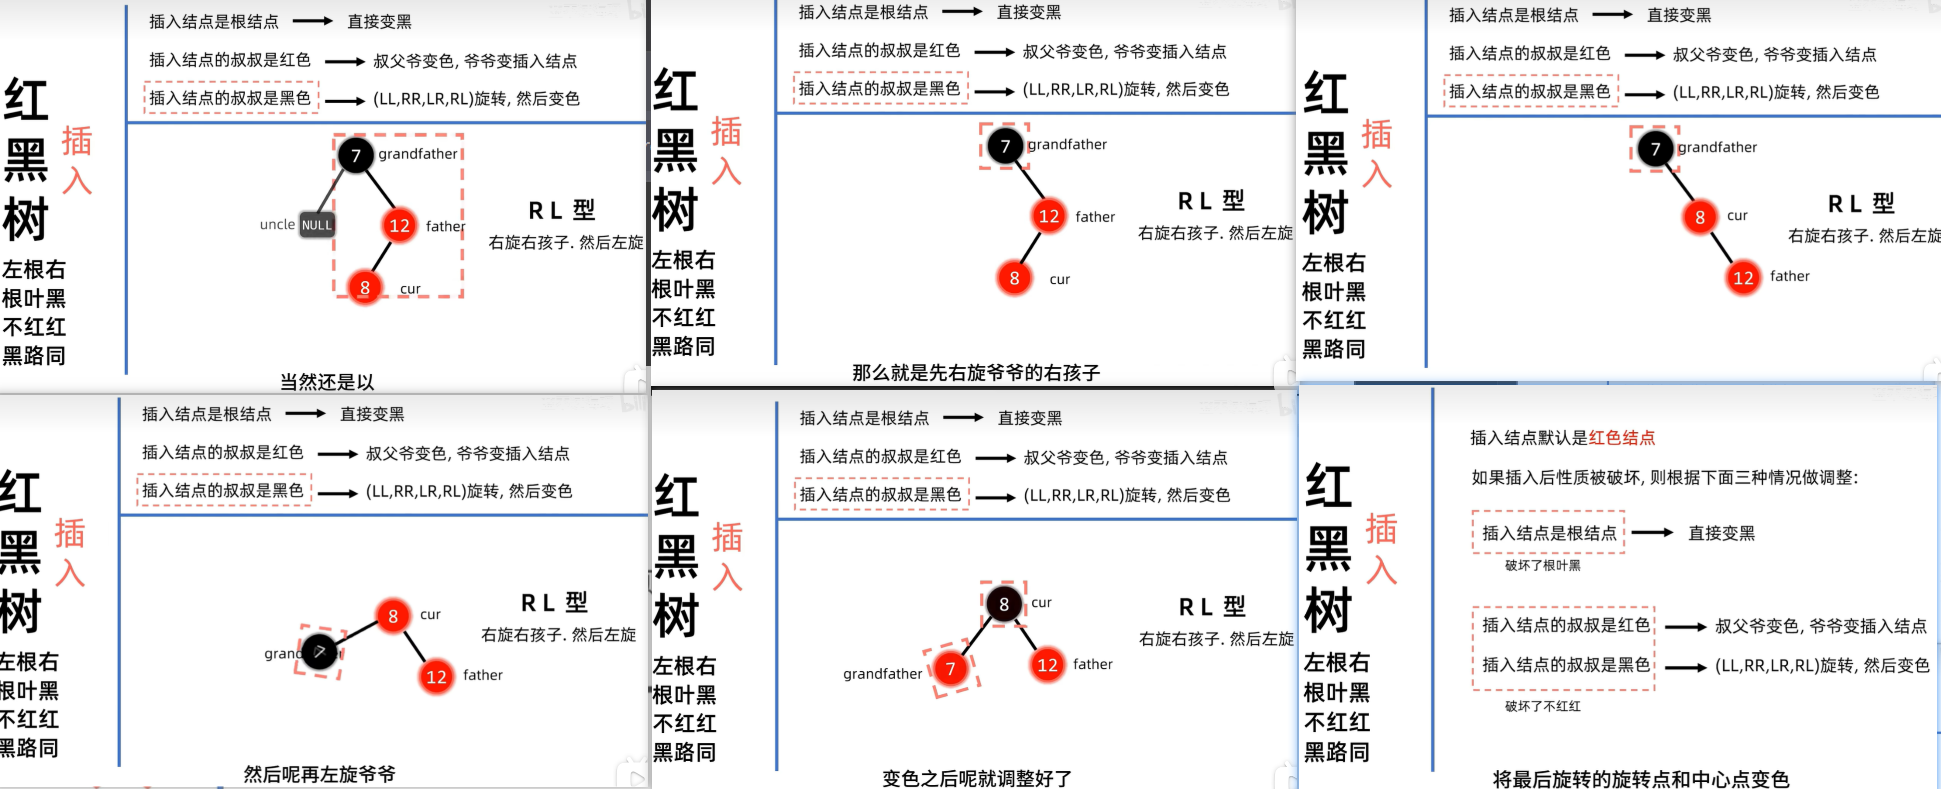 插入结点是根结点 直接变黑
插入结点的叔叔是红色 叔父爷变色, 爷爷变插入结点
插入结点的叔叔是黑色 (LL,RR,LR,RL)旋转, 然后变色
红黑树
插入
左根右
根叶黑
不红红
黑路同
7 grandfather
uncle NULL
12 father
8 cur
RL型
右旋右孩子. 然后左旋
当然还是以
插入结点是根结点 直接变黑
插入结点的叔叔是红色 叔父爷变色, 爷爷变插入结点
插入结点的叔叔是黑色 (LL,RR,LR,RL)旋转, 然后变色
红黑树
插入
左根右
根叶黑
不红红
黑路同
7 grandfather
12 father
8 cur
RL型
右旋右孩子. 然后左旋
那么就是先右旋爷爷的右孩子
插入结点是根结点 直接变黑
插入结点的叔叔是红色 叔父爷变色, 爷爷变插入结点
插入结点的叔叔是黑色 (LL,RR,LR,RL)旋转, 然后变色
红黑树
插入
左根右
根叶黑
不红红
黑路同
7 grandfather
8 cur
12 father
RL型
右旋右孩子. 然后左旋
插入结点是根结点 直接变黑
插入结点的叔叔是红色 叔父爷变色, 爷爷变插入结点
插入结点的叔叔是黑色 (LL,RR,LR,RL)旋转, 然后变色
红黑树
插入
左根右
根叶黑
不红红
黑路同
8 cur
7
12 father
RL型
右旋右孩子. 然后左旋
然后呢再左旋爷爷
插入结点是根结点 直接变黑
插入结点的叔叔是红色 叔父爷变色, 爷爷变插入结点
插入结点的叔叔是黑色 (LL,RR,LR,RL)旋转, 然后变色
红黑树
插入
左根右
根叶黑
不红红
黑路同
8 cur
grandfather 7
12 father
RL型
右旋右孩子. 然后左旋
变色之后呢就调整好了
红黑树
插入
左根右
根叶黑
不红红
黑路同
插入结点默认是红色结点
如果插入后性质被破坏, 则根据下面三种情况做调整:
插入结点是根结点 直接变黑
破坏了根叶黑
插入结点的叔叔是红色 叔父爷变色, 爷爷变插入结点
插入结点的叔叔是黑色 (LL,RR,LR,RL)旋转, 然后变色
破坏了不红红
将最后旋转的旋转点和中心点变色